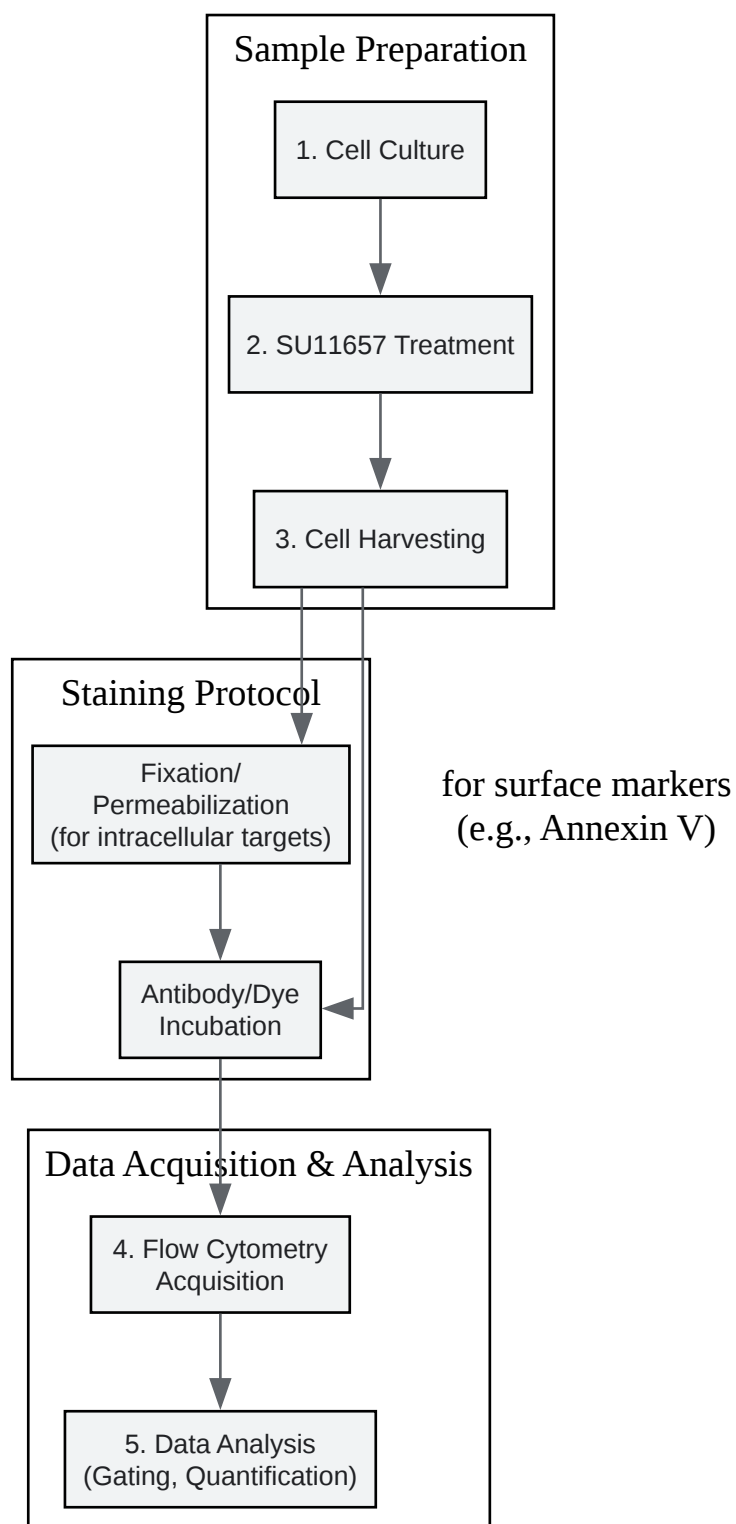 Sample Preparation
1. Cell Culture
2. SU11657 Treatment
3. Cell Harvesting
Staining Protocol
Fixation/
Permeabilization
(for intracellular targets)
for surface markers
(e.g., Annexin V)
Antibody/Dye
Incubation
Data Acquisition & Analysis
4. Flow Cytometry
Acquisition
5. Data Analysis
(Gating, Quantification)